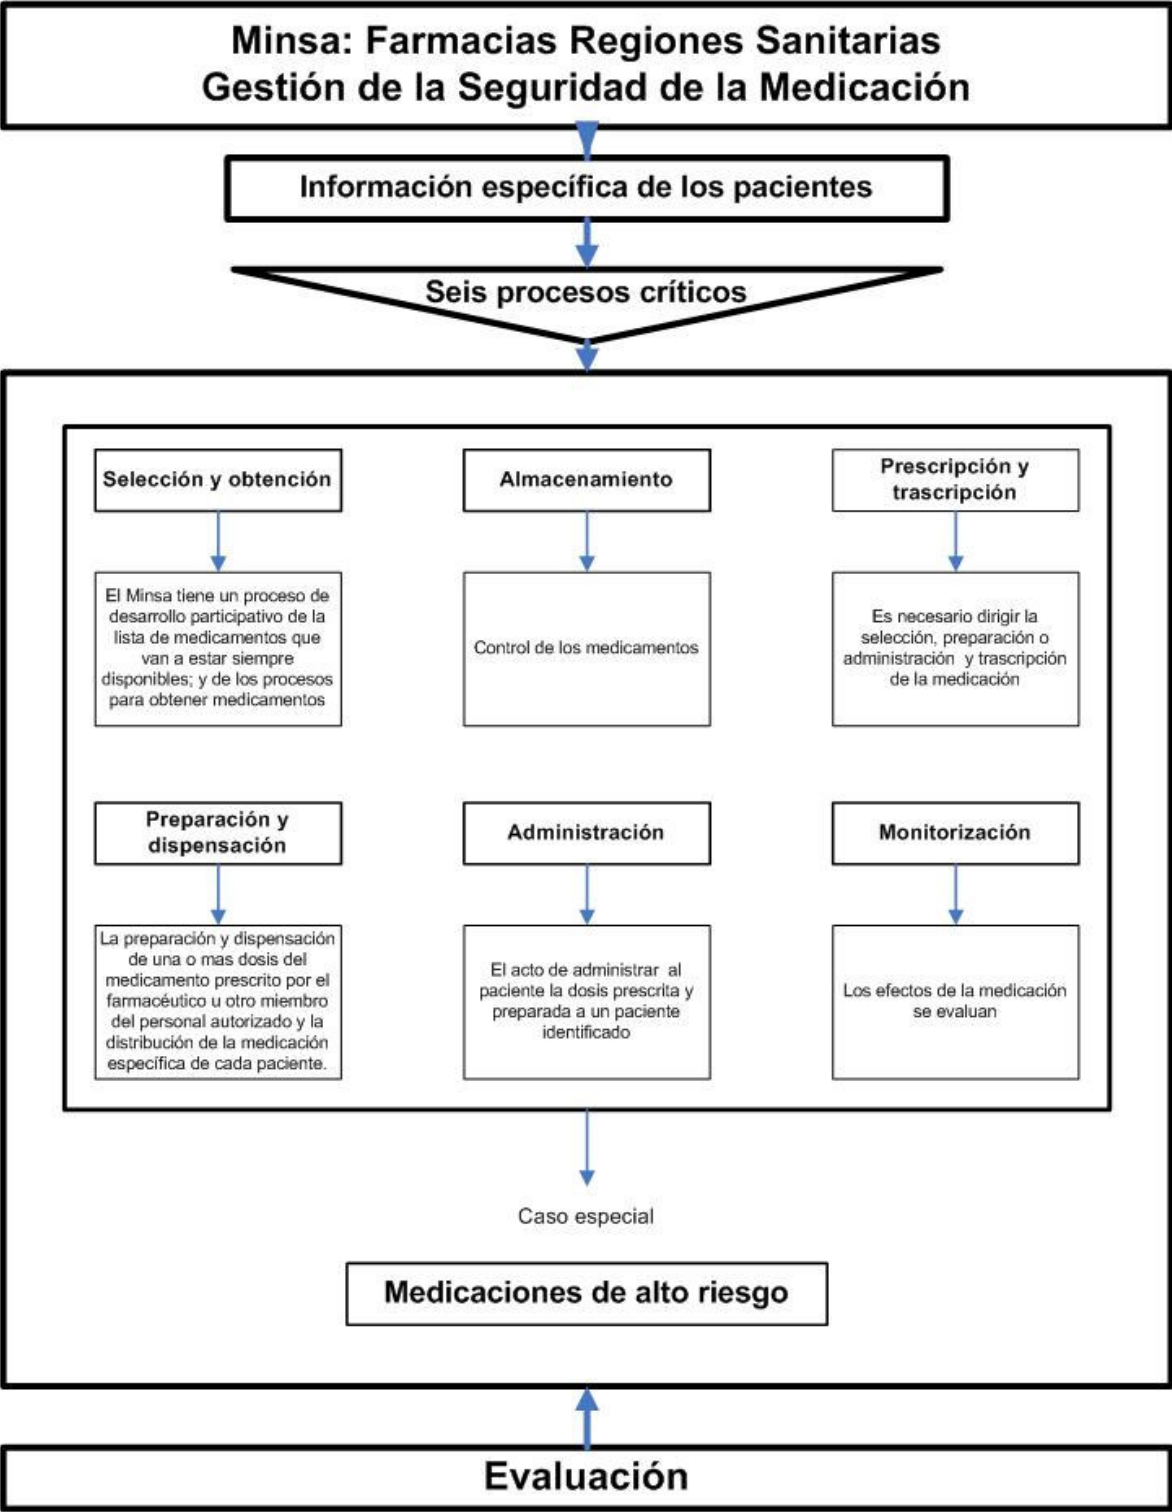 Minsa: Farmacias Regiones Sanitarias
Gestión de la Seguridad de la Medicación
Información específica de los pacientes
Seis procesos críticos
Selección y obtención
Almacenamiento
Prescripción y
trascripción
El Minsa tiene un proceso de
desarrollo participativo de la
lista de medicamentos que
van a estar siempre
disponibles; y de los procesos
para obtener medicamentos
Control de los medicamentos
Es necesario dirigir la
selección, preparación o
administración y trascripción
de la medicación
Preparación y
dispensación
Administración
Monitorización
La preparación y dispensación
de una o mas dosis del
medicamento prescrito por el
farmacéutico u otro miembro
del personal autorizado y la
distribución de la medicación
específica de cada paciente.
El acto de administrar al
paciente la dosis prescrita y
preparada a un paciente
identificado
Los efectos de la medicación
se evaluan
Caso especial
Medicaciones de alto riesgo
Evaluación